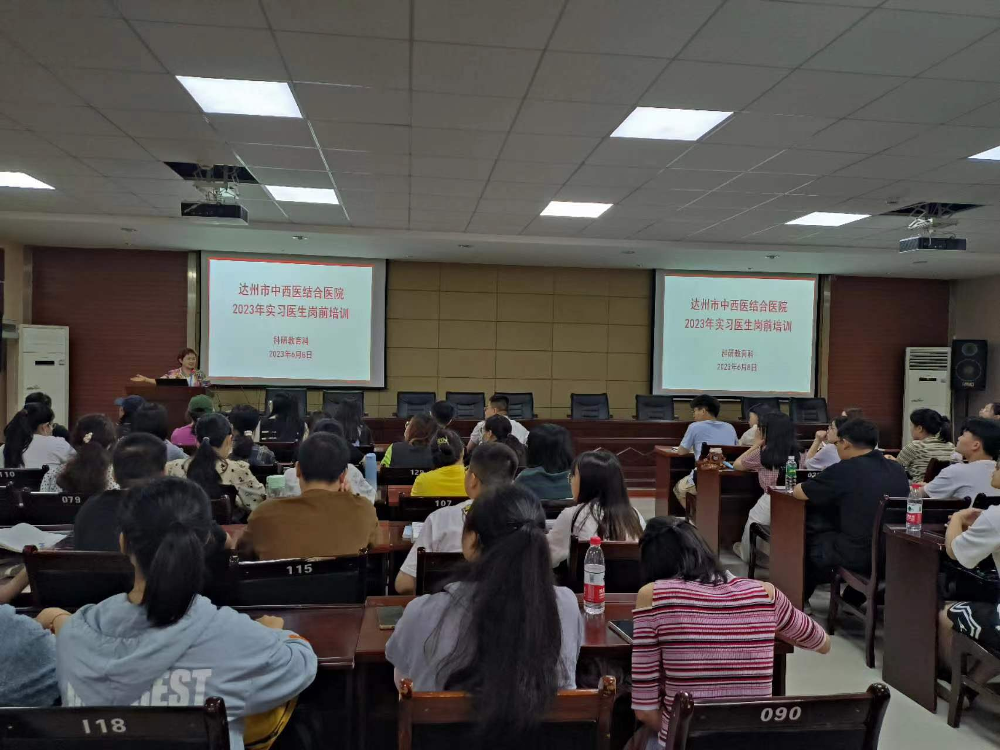 达州市中西医结合医院
2023年实习医生岗前培训
科研教育科
2023年6月8日
达州市中西医结合医院
2023年实习医生岗前培训
科研教育科
2023年6月8日
110
129
079
107
115
EST
118
090